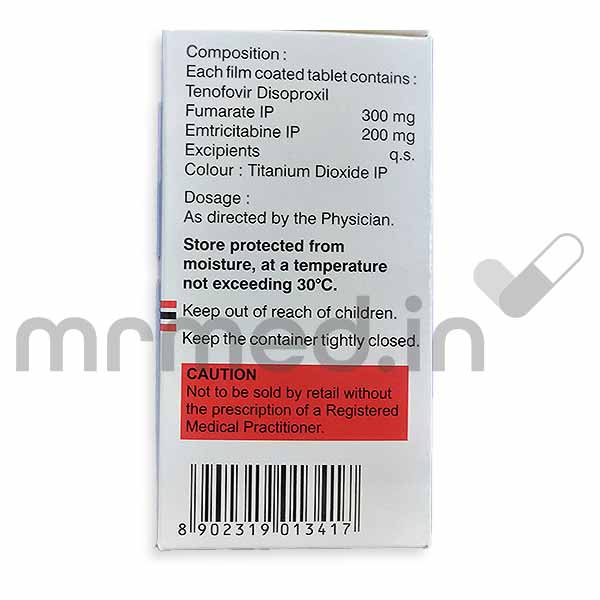 Composition :
Each film coated tablet contains :
Tenofovir Disoproxil
Fumarate IP 300 mg
Emtricitabine IP 200 mg
Excipients q.s.
Colour : Titanium Dioxide IP
Dosage :
As directed by the Physician.
Store protected from
moisture, at a temperature
not exceeding 30°C.
Keep out of reach of children.
mrmed.in
Keep the container tightly closed.
CAUTION
Not to be sold by retail without
the prescription of a Registered
Medical Practitioner.
8 902319 013417